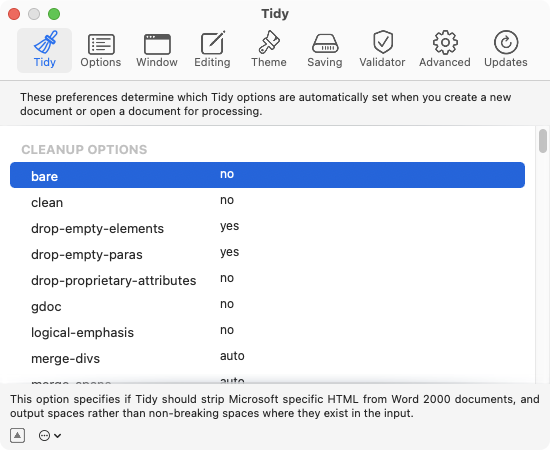 Tidy
Tidy Options Window Editing Theme Saving Validator Advanced Updates
These preferences determine which Tidy options are automatically set when you create a new
document or open a document for processing.
CLEANUP OPTIONS
bare no
clean no
drop-empty-elements yes
drop-empty-paras yes
drop-proprietary-attributes no
gdoc no
logical-emphasis no
merge-divs auto
merge-spans auto
This option specifies if Tidy should strip Microsoft specific HTML from Word 2000 documents, and
output spaces rather than non-breaking spaces where they exist in the input.